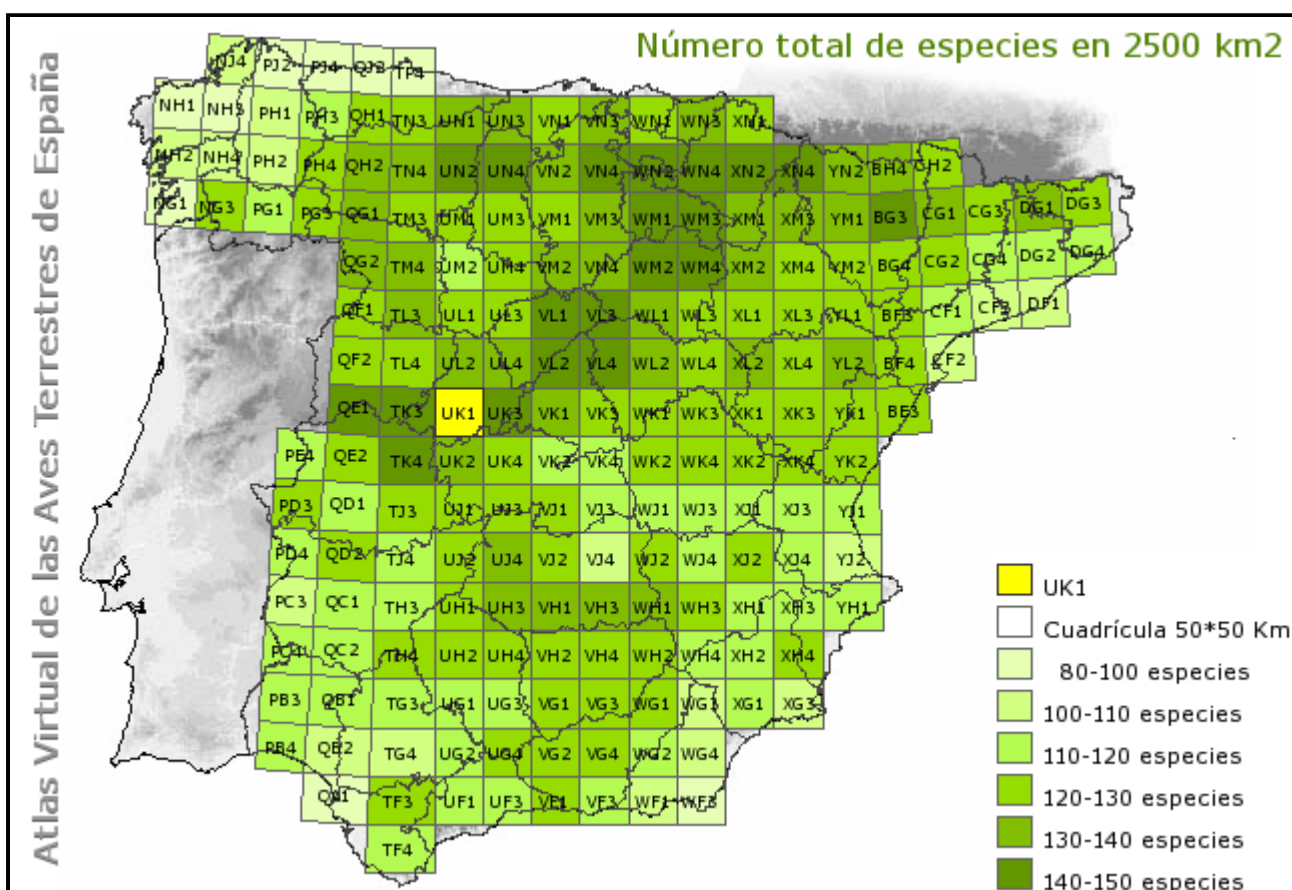 Número total de especies en 2500 km2
Atlas Virtual de las Aves Terrestres de España
NJ4 PJ2 PJ4 QJ2 TP4
NH1 NH3 PH1 PH3 QH1 TN3 UN1 UN3 VN1 VN3 WN1 WN3 XN1
NH2 NH4 PH2 PH4 QH2 TN4 UN2 UN4 VN2 VN4 WN2 WN4 XN2 XN4 YN2 BH4 CH2
NG1 NG3 PG1 PG3 QG1 TM3 UM1 UM3 VM1 VM3 WM1 WM3 XM1 XM3 YM1 BG3 CG1 CG3 DG1 DG3
QG2 TM4 UM2 UM4 VM2 VM4 WM2 WM4 XM2 XM4 YM2 BG4 CG2 CG4 DG2 DG4
QF1 TL3 UL1 UL3 VL1 VL3 WL1 WL3 XL1 XL3 YL1 BF3 CF1 CF3 DF1
QF2 TL4 UL2 UL4 VL2 VL4 WL2 WL4 XL2 XL4 YL2 BF4 CF2
QE1 TK3 UK1 UK3 VK1 VK3 WK1 WK3 XK1 XK3 YK1 BE3
PE4 QE2 TK4 UK2 UK4 VK2 VK4 WK2 WK4 XK2 XK4 YK2
PD3 QD1 TJ3 UJ1 UJ3 VJ1 VJ3 WJ1 WJ3 XJ1 XJ3 YJ1
PD4 QD2 TJ4 UJ2 UJ4 VJ2 VJ4 WJ2 WJ4 XJ2 XJ4 YJ2
PC3 QC1 TH3 UH1 UH3 VH1 VH3 WH1 WH3 XH1 XH3 YH1
PC4 QC2 TH4 UH2 UH4 VH2 VH4 WH2 WH4 XH2 XH4
PB3 QB1 TG3 UG1 UG3 VG1 VG3 WG1 WG3 XG1 XG3
PB4 QB2 TG4 UG2 UG4 VG2 VG4 WG2 WG4
QA1 TF3 UF1 UF3 VF1 VF3 WF1 WF3
TF4
UK1
Cuadrícula 50*50 Km
80-100 especies
100-110 especies
110-120 especies
120-130 especies
130-140 especies
140-150 especies